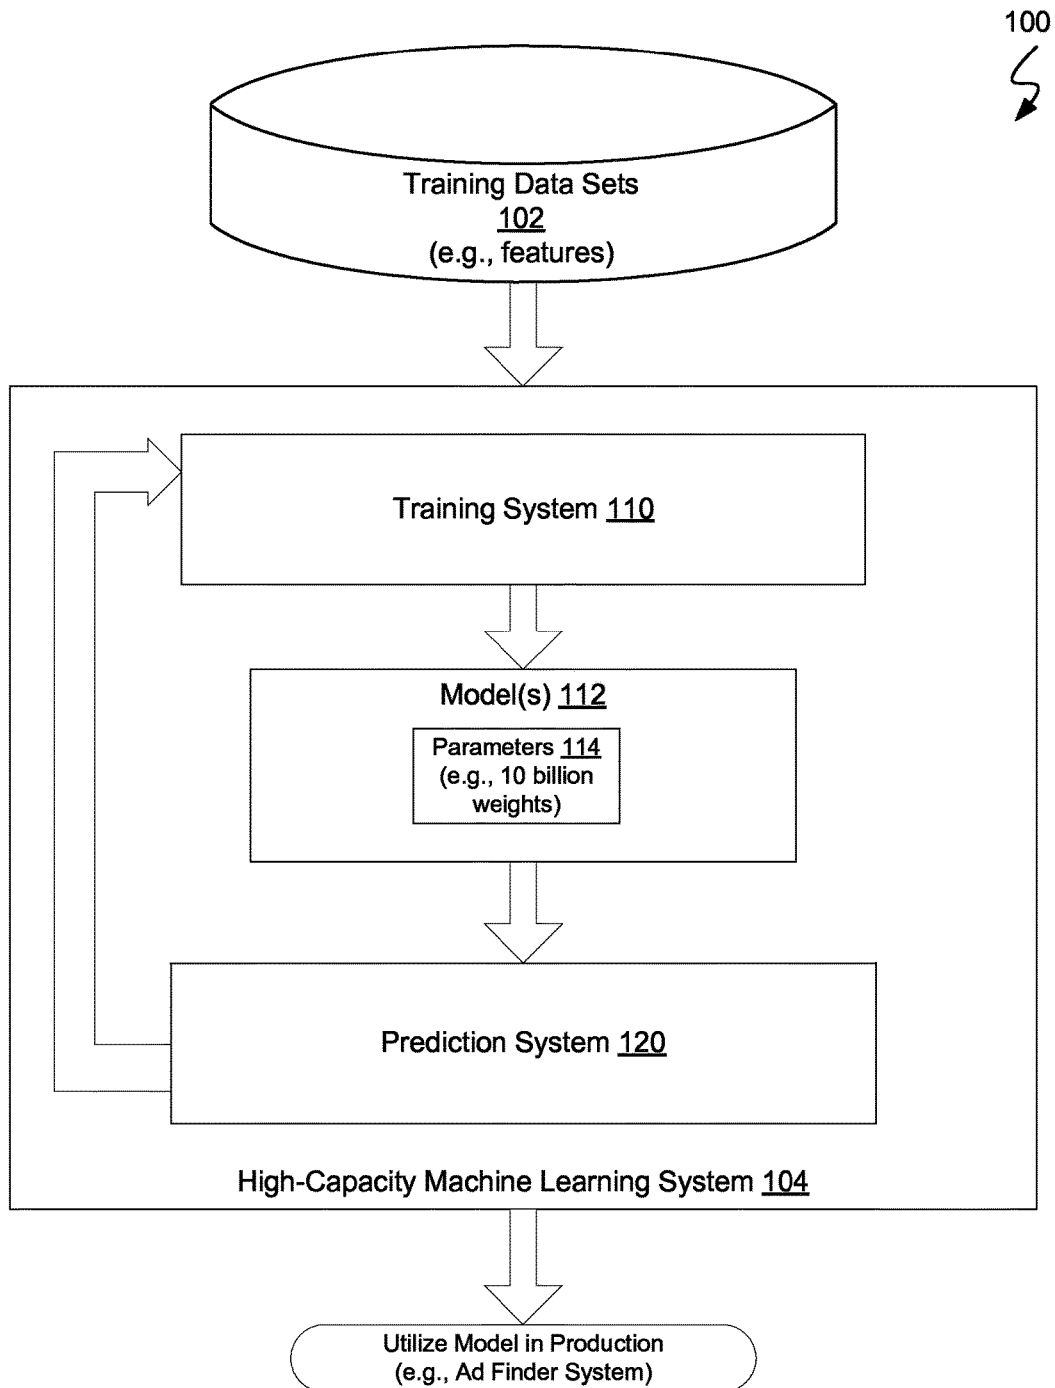 100
Training Data Sets
102
(e.g., features)
Training System 110
Model(s) 112
Parameters 114
(e.g., 10 billion
weights)
Prediction System 120
High-Capacity Machine Learning System 104
Utilize Model in Production
(e.g., Ad Finder System)